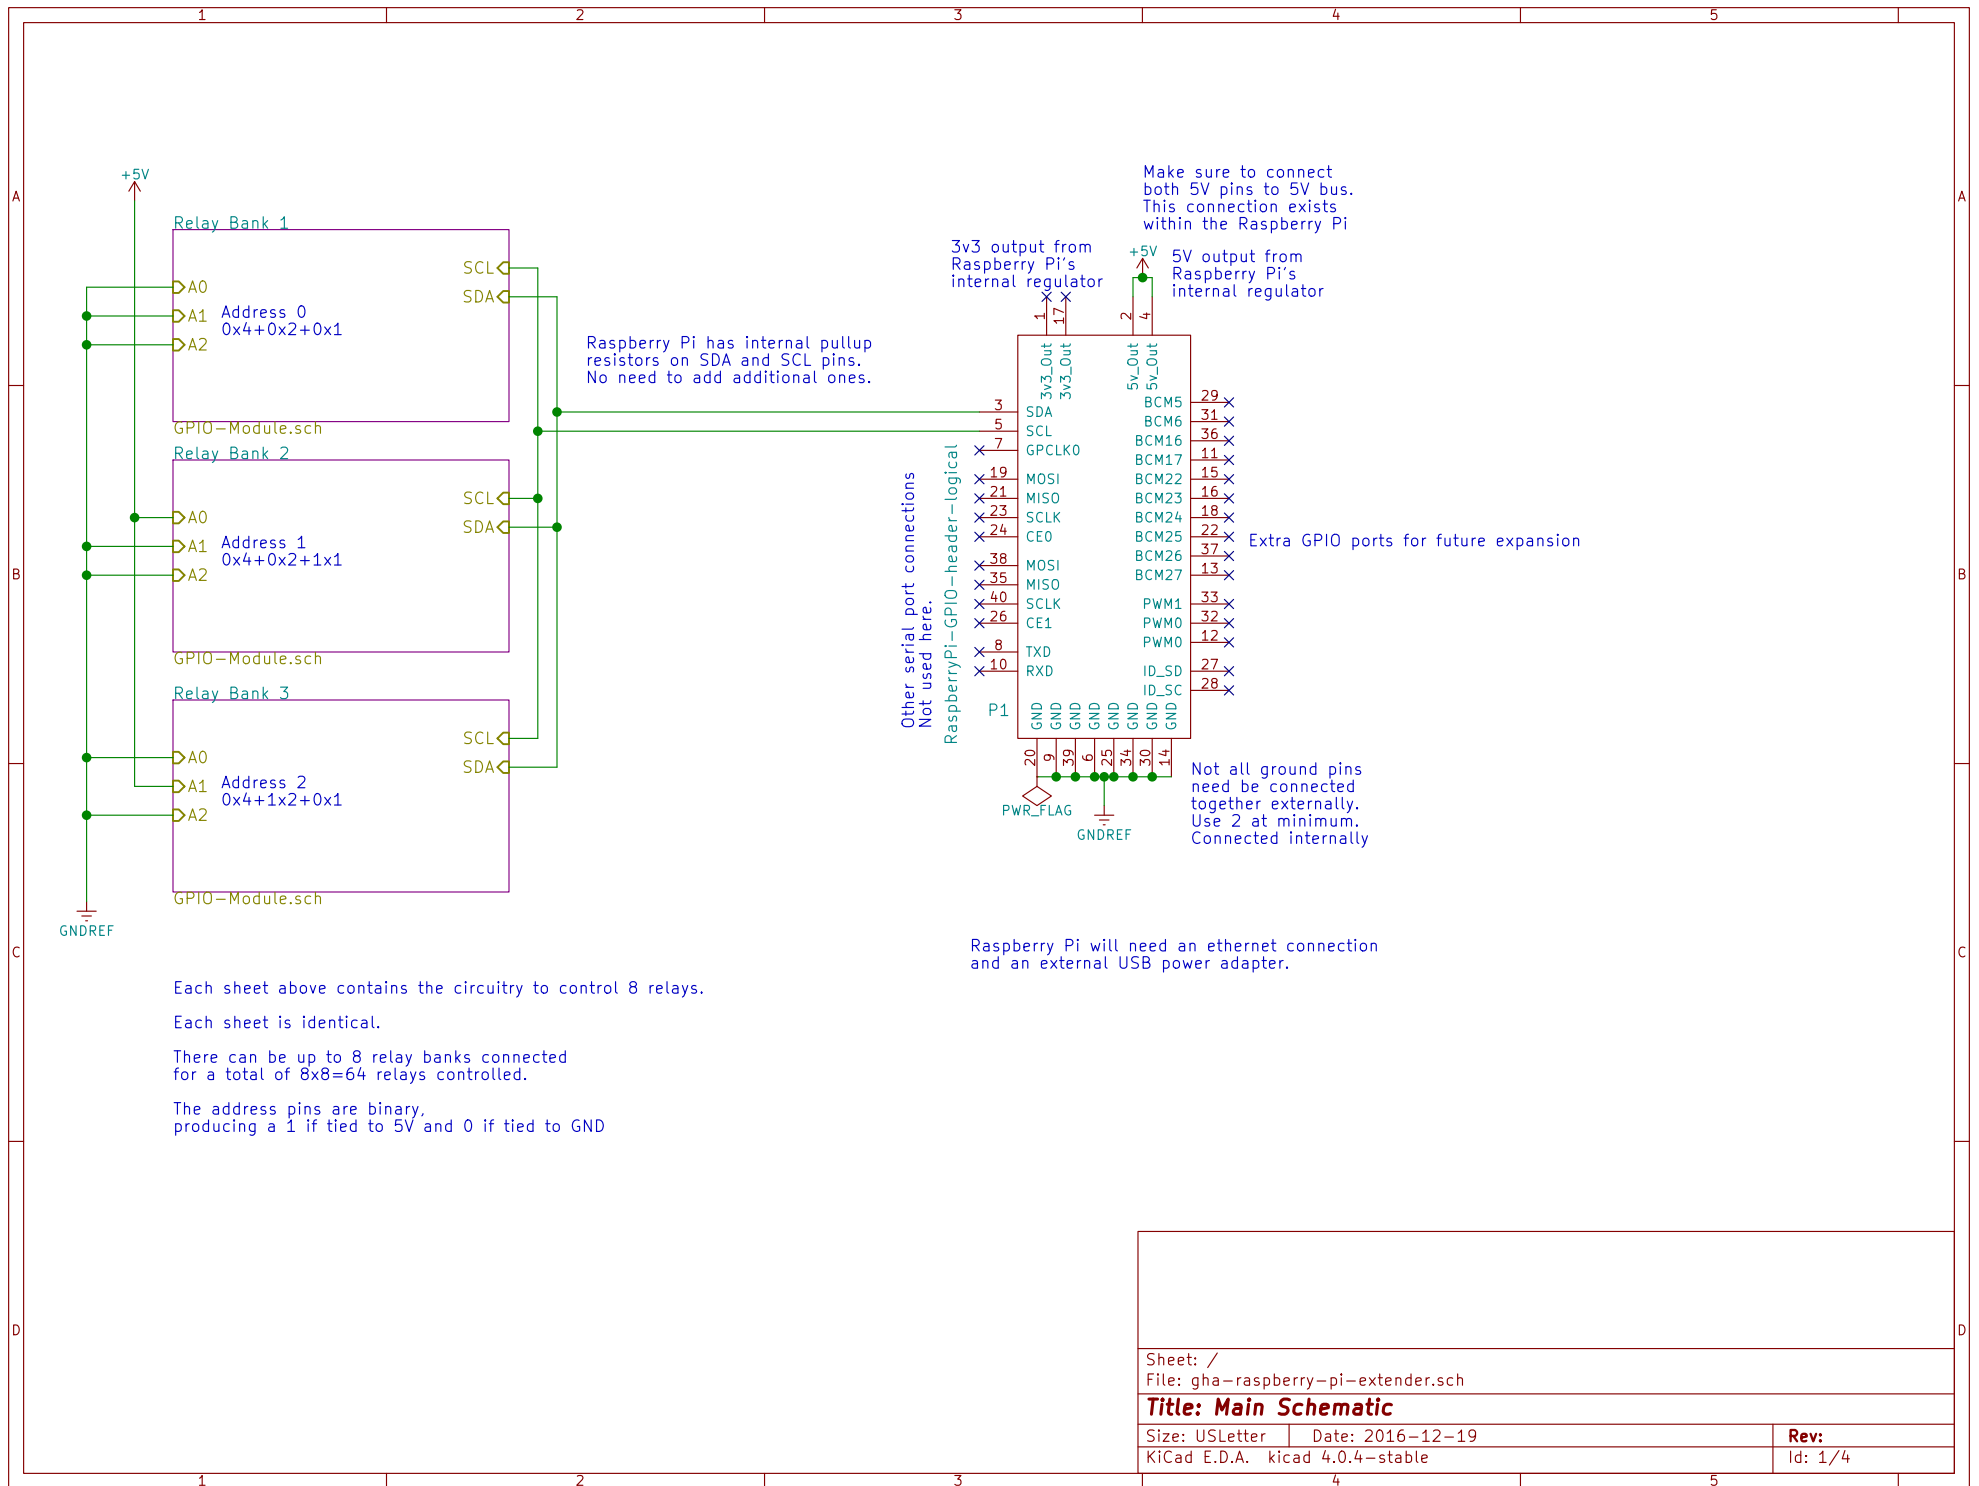 1 2 3 4 5
A A
B B
C C
D D
+5V
Relay Bank 1
A0
A1
A2
Address 0
0x4+0x2+0x1
SCL
SDA
GPIO-Module.sch
Relay Bank 2
A0
A1
A2
Address 1
0x4+0x2+1x1
SCL
SDA
GPIO-Module.sch
Relay Bank 3
A0
A1
A2
Address 2
0x4+1x2+0x1
SCL
SDA
GPIO-Module.sch
GNDREF
Each sheet above contains the circuitry to control 8 relays.
Each sheet is identical.
There can be up to 8 relay banks connected
for a total of 8x8=64 relays controlled.
The address pins are binary,
producing a 1 if tied to 5V and 0 if tied to GND
Raspberry Pi has internal pullup
resistors on SDA and SCL pins.
No need to add additional ones.
Make sure to connect
both 5V pins to 5V bus.
This connection exists
within the Raspberry Pi
3v3 output from
Raspberry Pi's
internal regulator
+5V
5V output from
Raspberry Pi's
internal regulator
1 17 2 4
3v3_Out 3v3_Out 5v_Out 5v_Out
3 SDA
5 SCL
7 GPCLK0
19 MOSI
21 MISO
23 SCLK
24 CE0
38 MOSI
35 MISO
40 SCLK
26 CE1
8 TXD
10 RXD
BCM5 29
BCM6 31
BCM16 36
BCM17 11
BCM22 15
BCM23 16
BCM24 18
BCM25 22
BCM26 37
BCM27 13
PWM1 33
PWM0 32
PWM0 12
ID_SD 27
ID_SC 28
Extra GPIO ports for future expansion
Other serial port connections
Not used here.
RaspberryPi-GPIO-header-logical
P1
GND GND GND GND GND GND GND GND
20 9 39 6 25 34 30 14
PWR_FLAG
GNDREF
Not all ground pins
need be connected
together externally.
Use 2 at minimum.
Connected internally
Raspberry Pi will need an ethernet connection
and an external USB power adapter.
Sheet: /
File: gha-raspberry-pi-extender.sch
Title: Main Schematic
Size: USLetter Date: 2016-12-19 Rev:
KiCad E.D.A. kicad 4.0.4-stable Id: 1/4
1 2 3 4 5